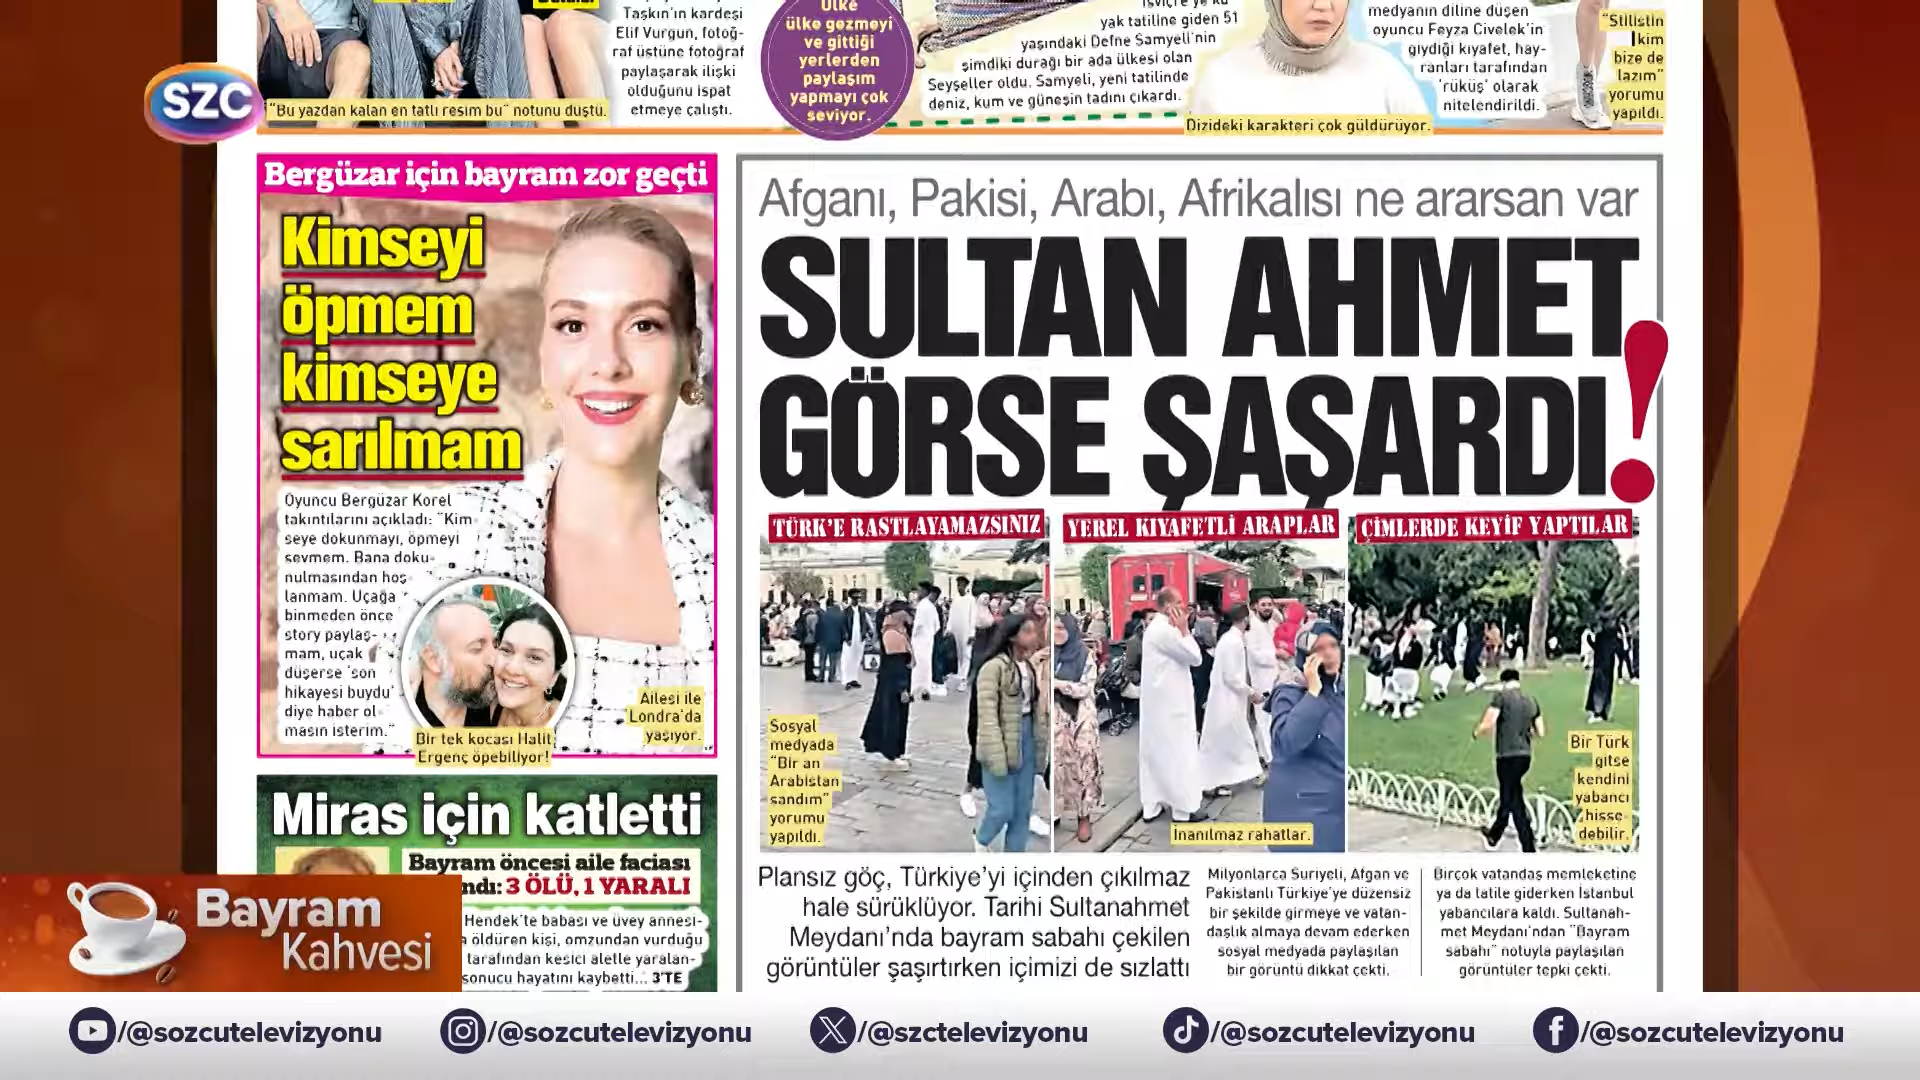 Taşkın'ın kardeşi
Elif Vurgun, fotoğ-
raf üstüne fotoğraf
paylaşarak ilişki
olduğunu ispat
etmeye çalıştı.
"Bu yazdan kalan en tatlı resim bu" notunu düştü.
Ülke
ülke gezmeyi
ve gittiği
yerlerden
paylaşım
yapmayı çok
seviyor.
yak tatiline giden 51
yaşındaki Defne Samyeli'nin
şimdiki durağı bir ada ülkesi olan
Seyşeller oldu. Samyeli, yeni tatilinde
deniz, kum ve güneşin tadını çıkardı.
medyanın diline düşen
oyuncu Feyza Civelek'in
giydiği kıyafet, hay-
ranları tarafından
'rüküş' olarak
nitelendirildi.
Dizideki karakteri çok güldürüyor.
"Stilistin
kim
bize de
lazım"
yorumu
yapıldı.
SZC
Bergüzar için bayram zor geçti
Kimseyi
öpmem
kimseye
sarılmam
Oyuncu Bergüzar Korel
takıntılarını açıkladı: "Kim
seye dokunmayı, öpmeyi
sevmem. Bana doku-
nulmasından hoş
lanmam. Uçağa
binmeden önce
story paylaş-
mam, uçak
düşerse 'son
hikayesi buydu'
diye haber ol
masın isterim."
Bir tek kocası Halit
Ergenç öpebiliyor!
Ailesi ile
Londra'da
yaşıyor.
Miras için katletti
Bayram öncesi aile faciası
ndı: 3 ÖLÜ, 1 YARALI
Hendek'te babası ve üvey annesi-
öldüren kişi, omzundan vurduğu
tarafından kesici aletle yaralan-
sonucu hayatını kaybetti... 3'TE
Afganı, Pakisi, Arabı, Afrikalısı ne ararsan var
SULTAN AHMET
GÖRSE ŞAŞARDI!
TÜRK'E RASTLAYAMAZSINIZ
YEREL KIYAFETLİ ARAPLAR
ÇİMLERDE KEYİF YAPTILAR
Sosyal
medyada
"Bir an
Arabistan
sandım"
yorumu
yapıldı.
İnanılmaz rahatlar.
Bir Türk
gitse
kendini
yabancı
hisse-
debilir.
Plansız göç, Türkiye'yi içinden çıkılmaz
hale sürüklüyor. Tarihi Sultanahmet
Meydanı'nda bayram sabahı çekilen
görüntüler şaşırtırken içimizi de sızlattı
Milyonlarca Suriyeli, Afgan ve
Pakistanlı Türkiye'ye düzensiz
bir şekilde girmeye ve vatan-
daşlık almaya devam ederken
sosyal medyada paylaşılan
bir görüntü dikkat çekti.
Birçok vatandaş memleketine
ya da tatile giderken İstanbul
yabancılara kaldı. Sultanah-
met Meydanı'ndan "Bayram
sabahı" notuyla paylaşılan
görüntüler tepki çekti.
Bayram
Kahvesi
/@sozcutelevizyonu
/@sozcutelevizyonu
/@szctelevizyonu
/@sozcutelevizyonu
/@sozcutelevizyonu